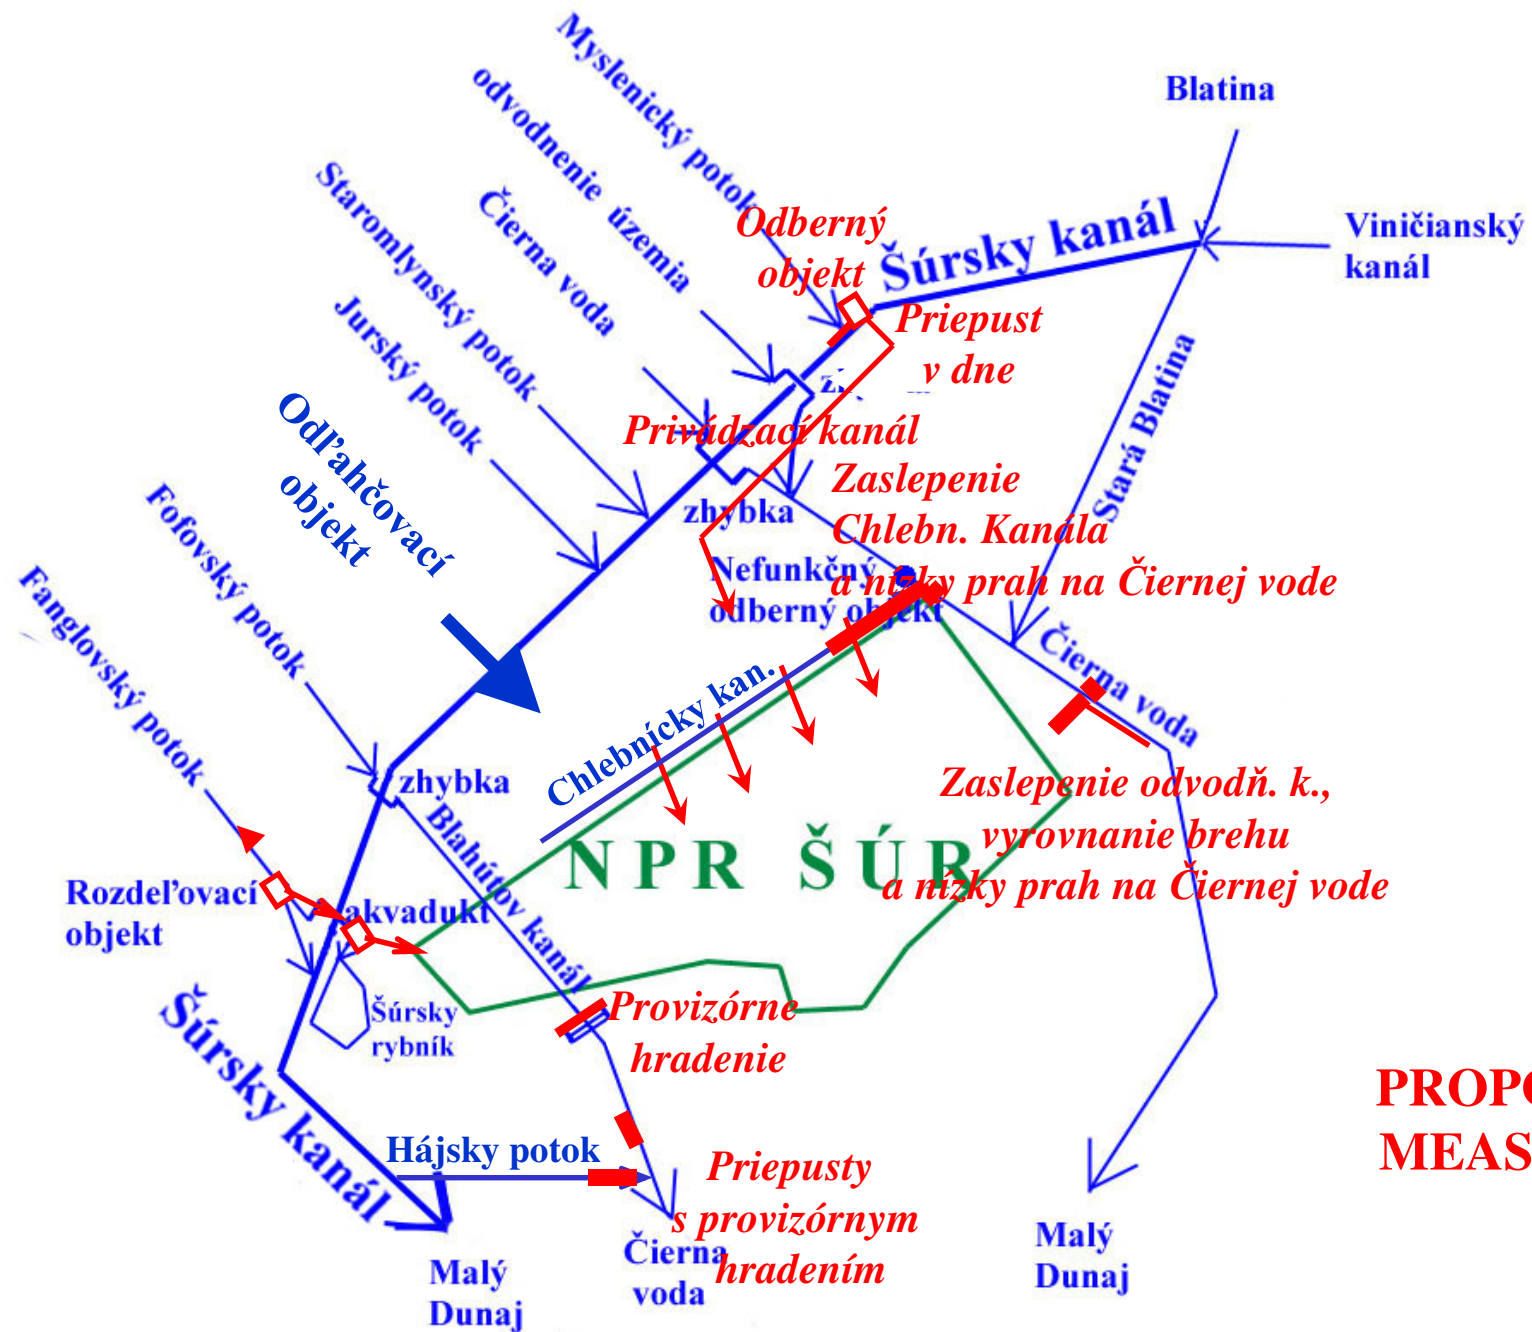 Myslenický potok
odvodnenie územia
Čierna voda
Staromlynský potok
Jurský potok
Blatina
Viničianský
kanál
Šúrsky kanál
Odberný
objekt
Priepust
v dne
Stará Blatina
Privádzací kanál
Odľahčovací
objekt
zhybka
Zaslepenie
Chlebn. Kanála
a nízky prah na Čiernej vode
Nefunkčný
odberný objekt
Fofovský potok
Fanglovský potok
Čierna voda
Chlebnícky kan.
zhybka
Blahútov kanál
Zaslepenie odvodň. k.,
vyrovnanie brehu
a nízky prah na Čiernej vode
NPR ŠÚR
Rozdeľovací
objekt
akvadukt
Šúrsky
rybník
Provizórne
hradenie
Šúrsky kanál
Hájsky potok
Priepusty
s provizórnym
hradením
Malý
Dunaj
Čierna
voda
Malý
Dunaj
MEAS